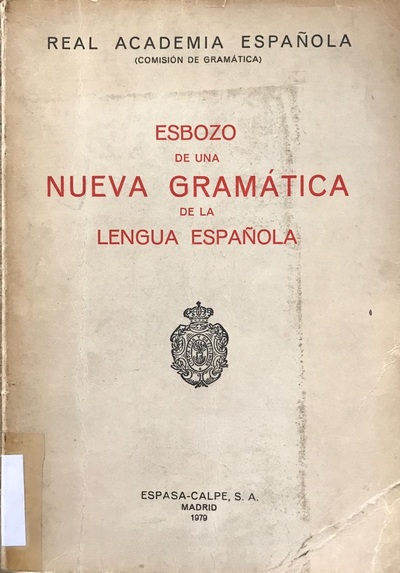 REAL ACADEMIA ESPAÑOLA
(COMISIÓN DE GRAMÁTICA)
ESBOZO
DE UNA
NUEVA GRAMÁTICA
DE LA
LENGUA ESPAÑOLA
ESPASA-CALPE, S. A.
MADRID
1979